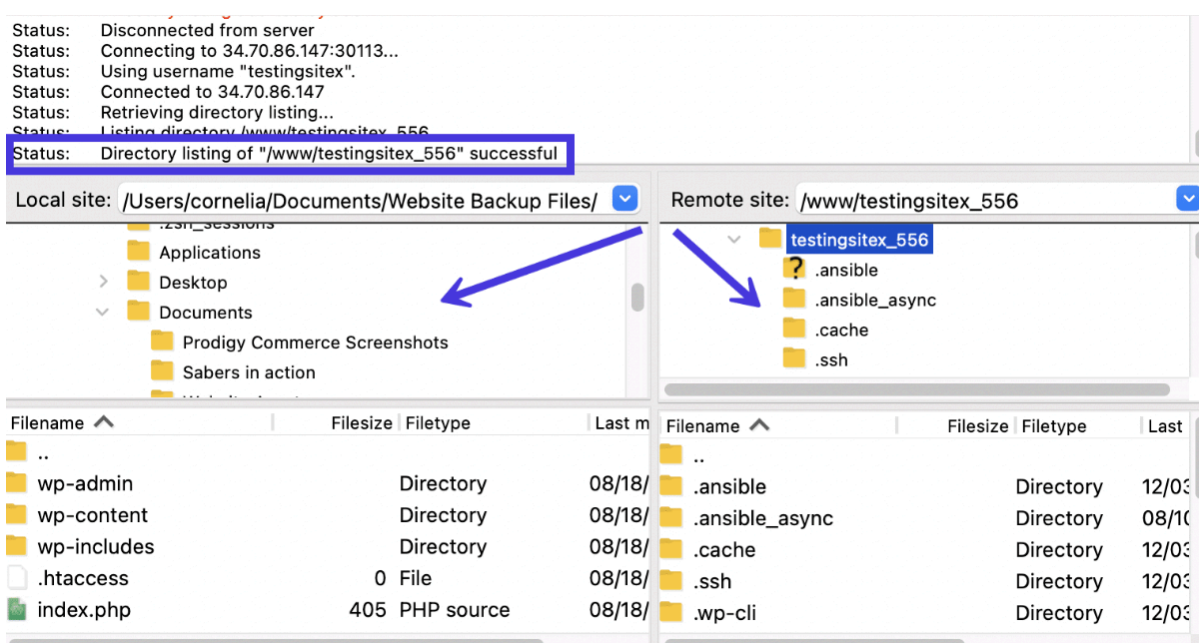 Status: Disconnected from server
Status: Connecting to 34.70.86.147:30113...
Status: Using username "testingsitex".
Status: Connected to 34.70.86.147
Status: Retrieving directory listing...
Status: Listing directory /www/testingsitex_556
Status: Directory listing of "/www/testingsitex_556" successful
Local site: /Users/cornelia/Documents/Website Backup Files/
.zsh_sessions
Applications
Desktop
Documents
Prodigy Commerce Screenshots
Sabers in action
Filename Filesize Filetype Last m
..
wp-admin Directory 08/18/
wp-content Directory 08/18/
wp-includes Directory 08/18/
.htaccess 0 File 08/18/
index.php 405 PHP source 08/18/
Remote site: /www/testingsitex_556
testingsitex_556
? .ansible
.ansible_async
.cache
.ssh
Filename Filesize Filetype Last
..
.ansible Directory 12/03
.ansible_async Directory 08/10
.cache Directory 12/03
.ssh Directory 12/03
.wp-cli Directory 12/03